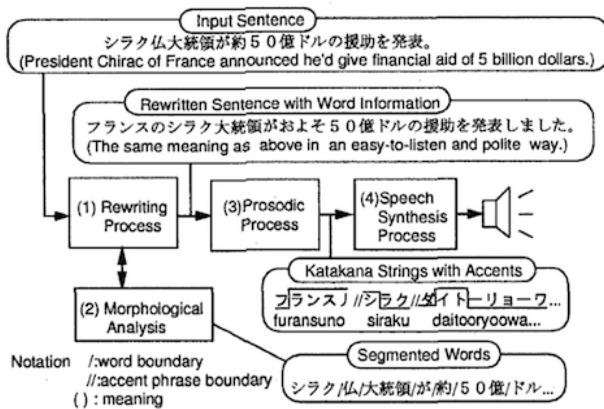 Input Sentence
シラク仏大統領が約５０億ドルの援助を発表。
(President Chirac of France announced he'd give financial aid of 5 billion dollars.)
Rewritten Sentence with Word Information
フランスのシラク大統領がおよそ５０億ドルの援助を発表しました。
(The same meaning as above in an easy-to-listen and polite way.)
(1) Rewriting
Process
(3)Prosodic
Process
(4)Speech
Synthesis
Process
Katakana Strings with Accents
フランスノ//シラク//ダイトーリョーワ...
furansuno siraku daitooryoowa...
(2) Morphological
Analysis
Notation /:word boundary
//:accent phrase boundary
( ) : meaning
Segmented Words
シラク/仏/大統領/が/約/５０億/ドル...